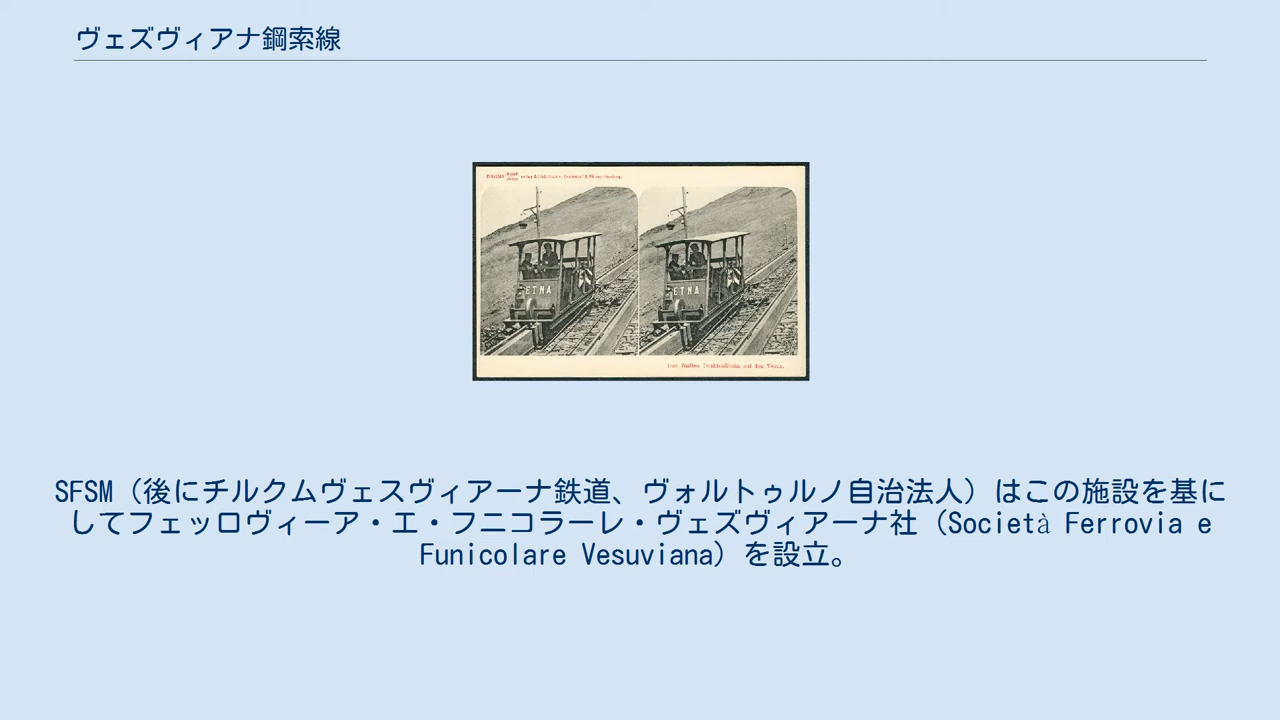 ヴェズヴィアナ鋼索線
ETNA
ETNA
SFSM（後にチルクムヴェスヴィアーナ鉄道、ヴォルトゥルノ自治法人）はこの施設を基に
してフェッロヴィーア・エ・フニコラーレ・ヴェズヴィアーナ社（Società Ferrovia e
Funicolare Vesuviana）を設立。